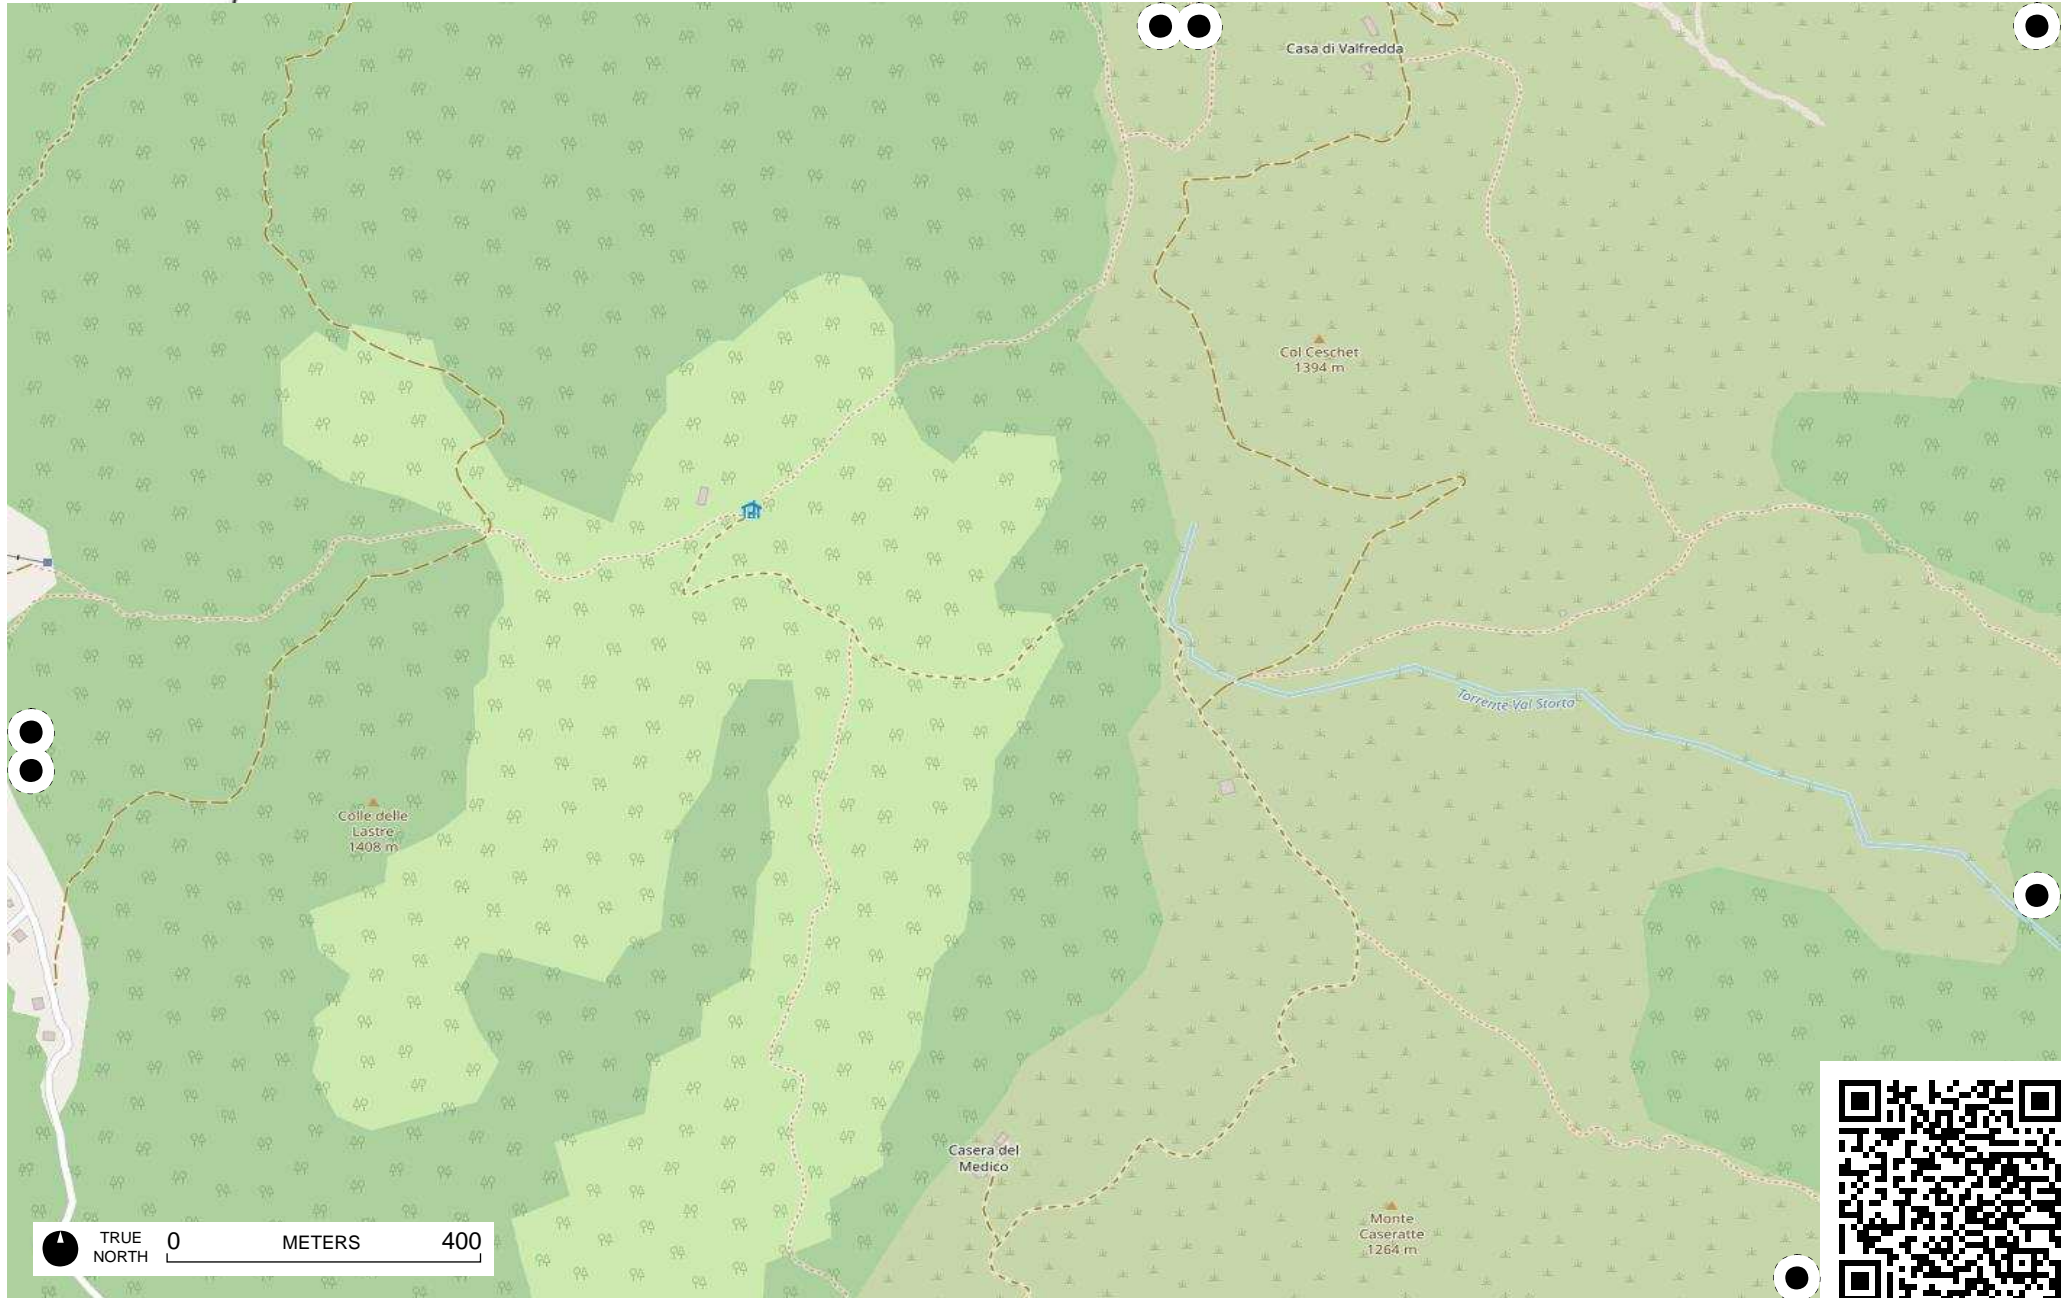 Casa di Valfredda
Col Ceschet
1394 m
Torrente Val Storta
Colle delle
Lastre
1408 m
Casera del
Medico
Monte
Caseratte
1264 m
TRUE
NORTH
0
METERS
400